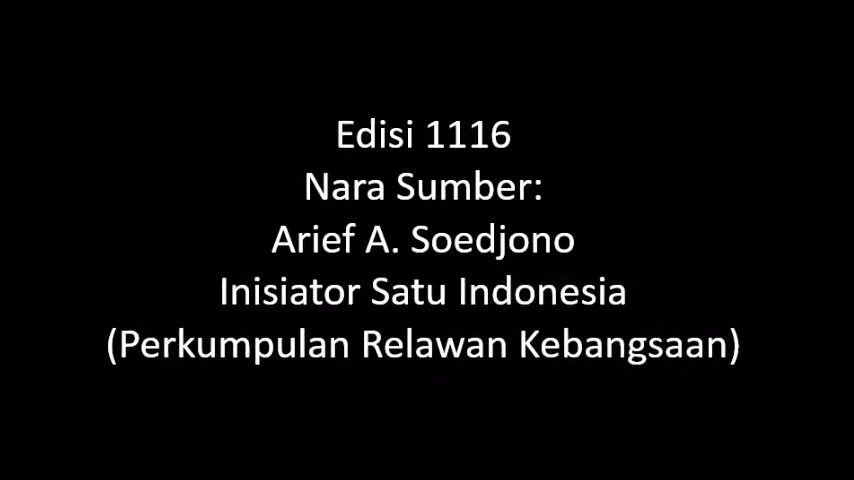 Edisi 1116
Nara Sumber:
Arief A. Soedjono
Inisiator Satu Indonesia
(Perkumpulan Relawan Kebangsaan)